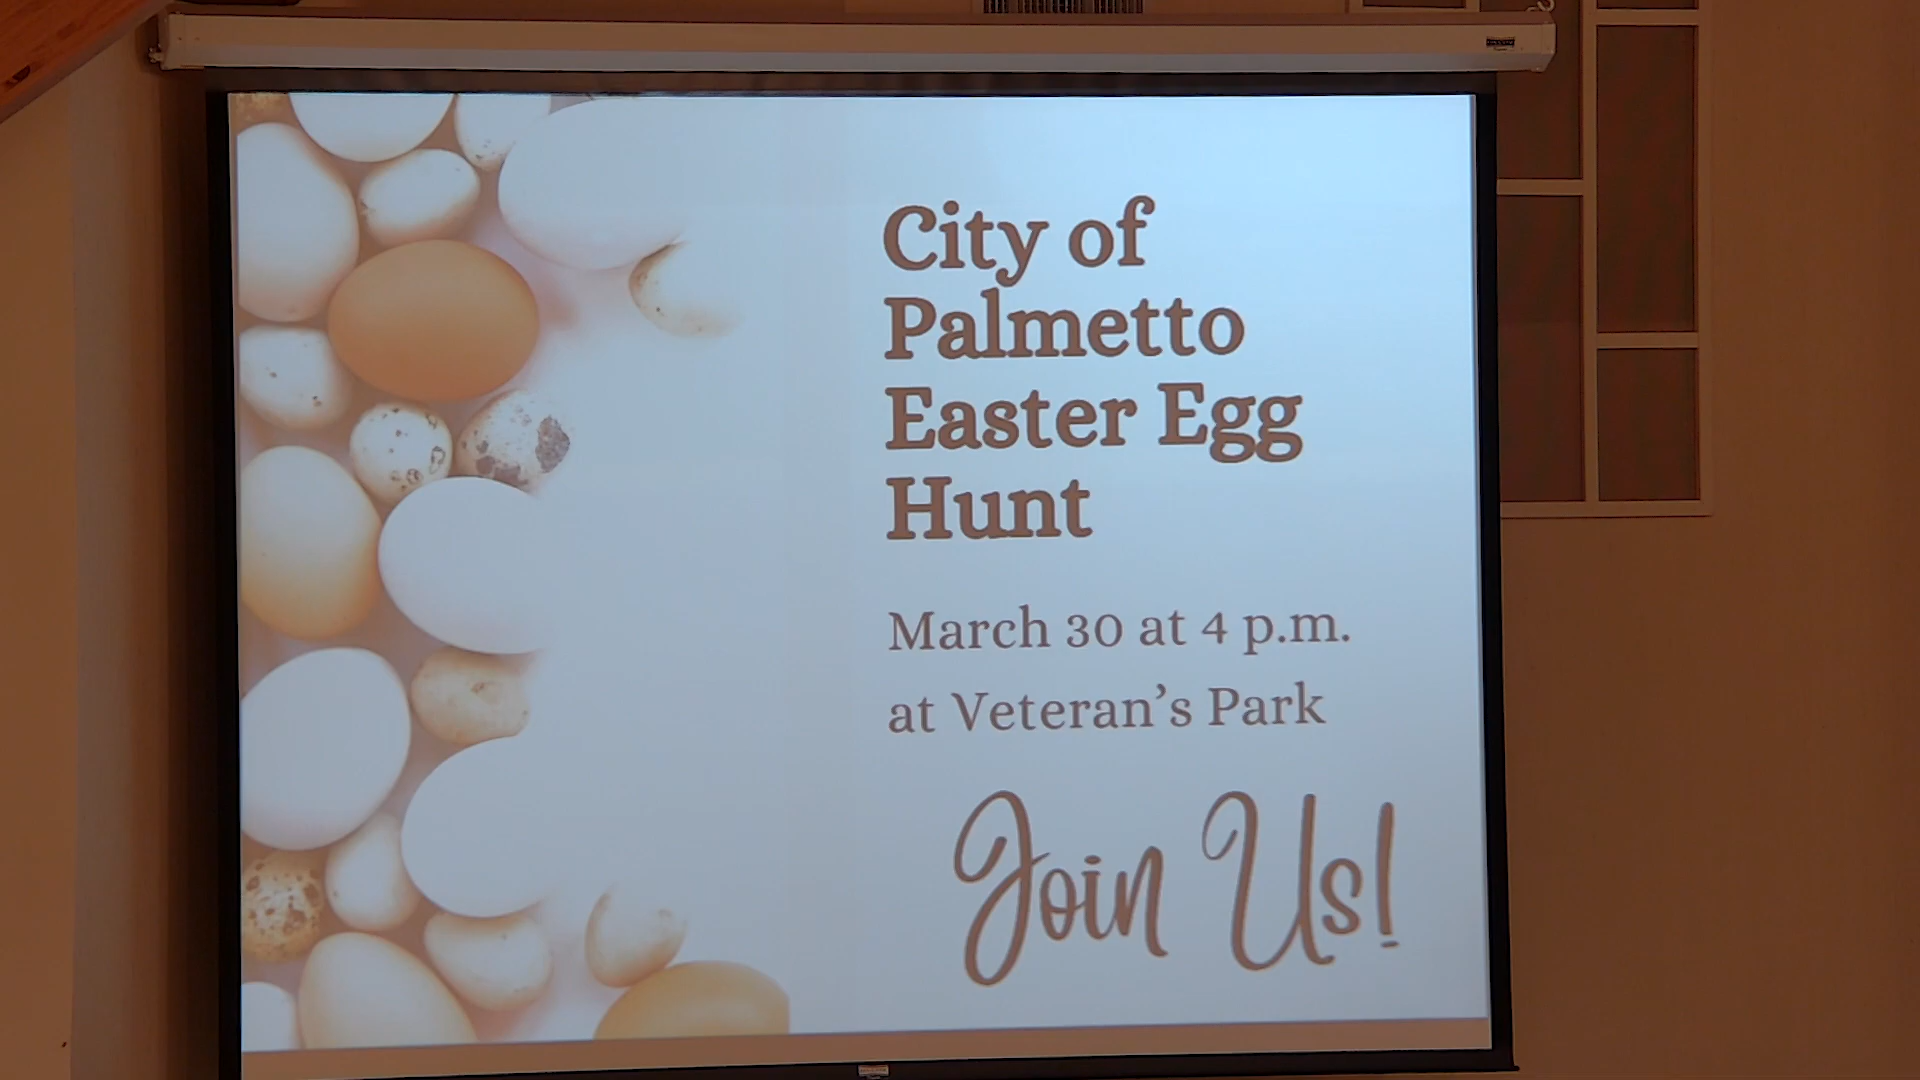 City of
Palmetto
Easter Egg
Hunt
March 30 at 4 p.m.
at Veteran’s Park
Join Us!